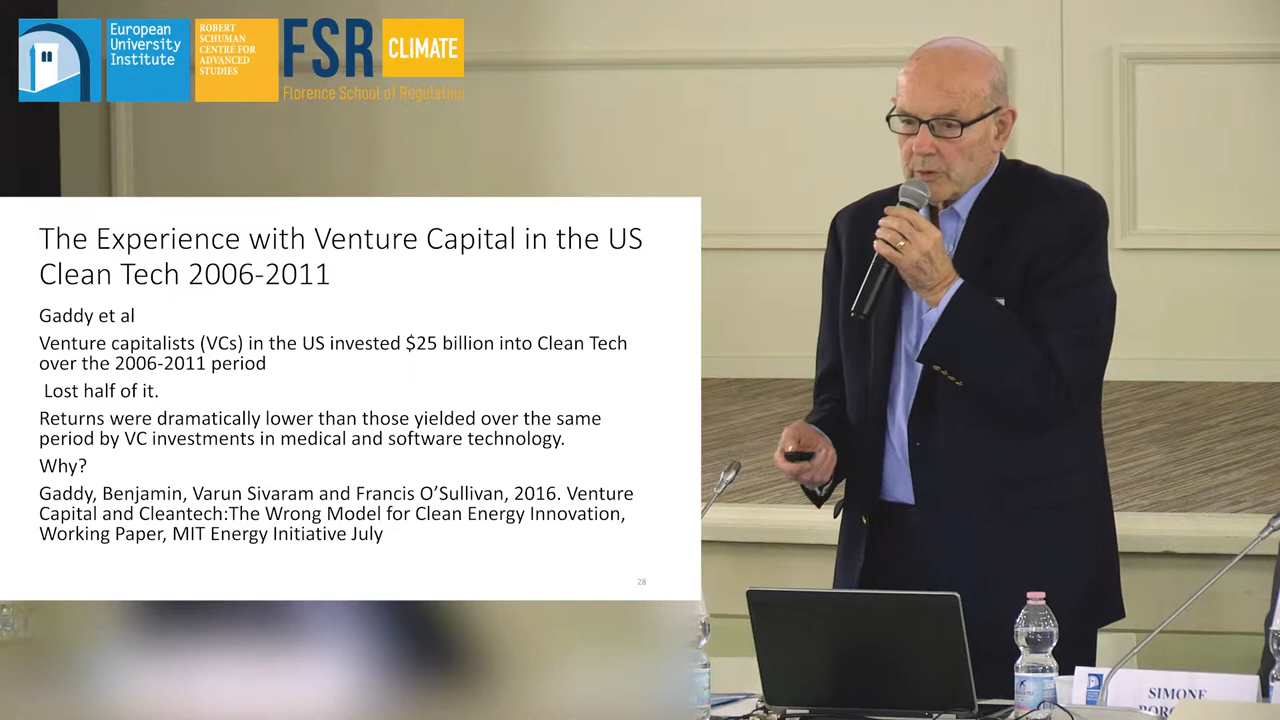 European
University
Institute
ROBERT
SCHUMAN
CENTRE FOR
ADVANCED
STUDIES
FSR CLIMATE
Florence School of Regulation
The Experience with Venture Capital in the US
Clean Tech 2006-2011
Gaddy et al
Venture capitalists (VCs) in the US invested $25 billion into Clean Tech
over the 2006-2011 period
Lost half of it.
Returns were dramatically lower than those yielded over the same
period by VC investments in medical and software technology.
Why?
Gaddy, Benjamin, Varun Sivaram and Francis O’Sullivan, 2016. Venture
Capital and Cleantech:The Wrong Model for Clean Energy Innovation,
Working Paper, MIT Energy Initiative July
28
SIMONE